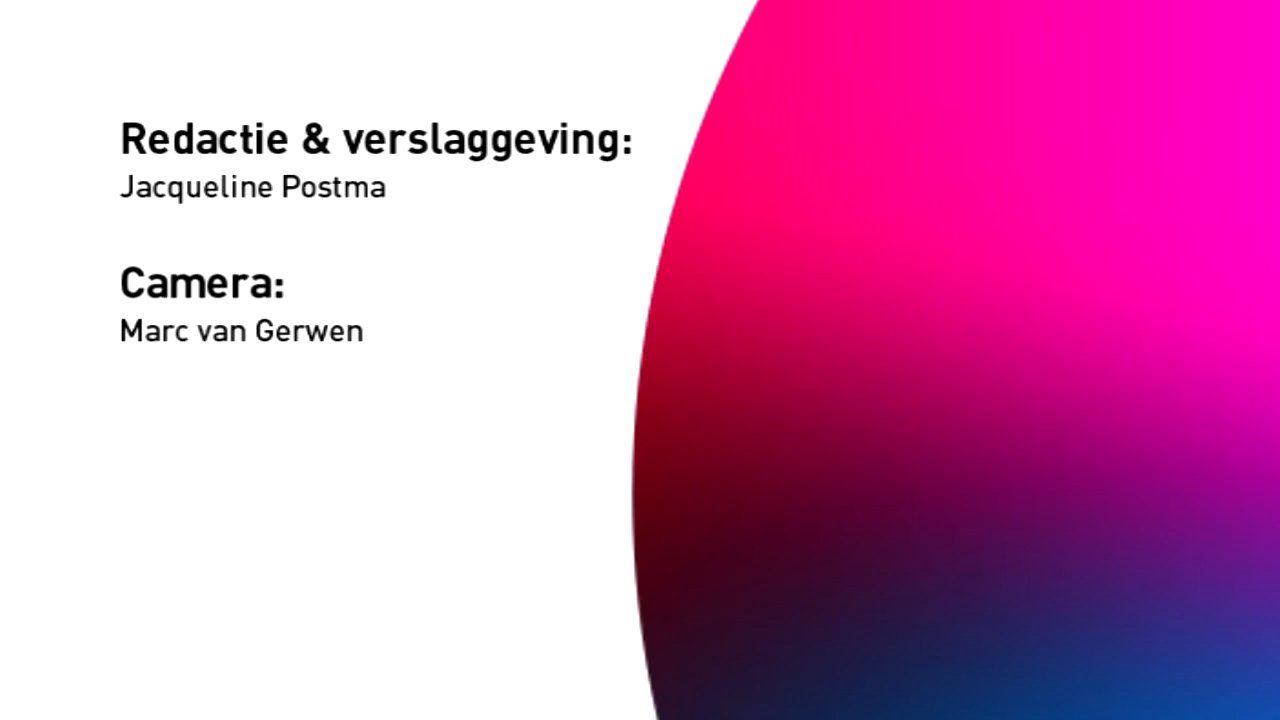 Redactie & verslaggeving:
Jacqueline Postma
Camera:
Marc van Gerwen